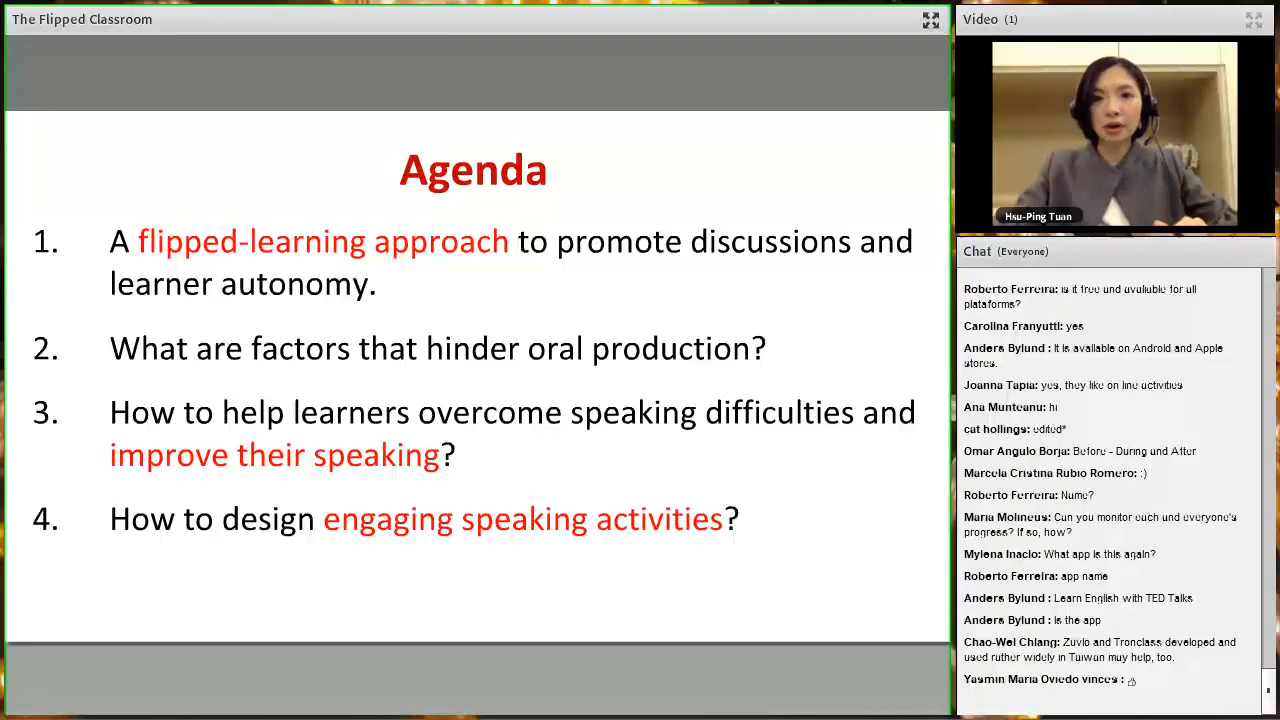 The Flipped Classroom
Agenda
1. A flipped-learning approach to promote discussions and
learner autonomy.
2. What are factors that hinder oral production?
3. How to help learners overcome speaking difficulties and
improve their speaking?
4. How to design engaging speaking activities?
Video (1)
Hsu-Ping Tuan
Chat (Everyone)
Roberto Ferreira: is it free and avaliable for all
plataforms?
Carolina Franyutti: yes
Anders Bylund : It is available on Android and Apple
stores.
Joanna Tapia: yes, they like on line activities
Ana Munteanu: hi
cat hollings: edited*
Omar Angulo Borja: Before - During and After
Marcela Cristina Rubio Romero: :)
Roberto Ferreira: Nume?
Maria Molineus: Can you monitor each and everyone's
progress? If so, how?
Mylena Inacio: What app is this again?
Roberto Ferreira: app name
Anders Bylund : Learn English with TED Talks
Anders Bylund : Is the app
Chao-Wei Chiang: Zuvio and Tronclass developed and
used rather widely in Taiwan may help, too.
Yasmin Maria Oviedo vinces : 👍